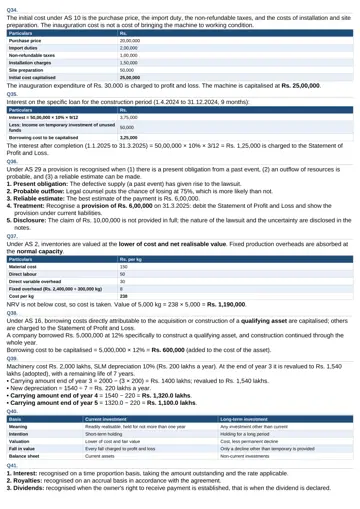 Q34.
The initial cost under AS 10 is the purchase price, the import duty, the non-refundable taxes, and the costs of installation and site
preparation. The inauguration cost is not a cost of bringing the machine to working condition.
Particulars Rs.
Purchase price 20,00,000
Import duties 2,00,000
Non-refundable taxes 1,00,000
Installation charges 1,50,000
Site preparation 50,000
Initial cost capitalised 25,00,000
The inauguration expenditure of Rs. 30,000 is charged to profit and loss. The machine is capitalised at Rs. 25,00,000.
Q35.
Interest on the specific loan for the construction period (1.4.2024 to 31.12.2024, 9 months):
Particulars Rs.
Interest = 50,00,000 × 10% × 9/12 3,75,000
Less: Income on temporary investment of unused
funds 50,000
Borrowing cost to be capitalised 3,25,000
The interest after completion (1.1.2025 to 31.3.2025) = 50,00,000 × 10% × 3/12 = Rs. 1,25,000 is charged to the Statement of
Profit and Loss.
Q36.
Under AS 29 a provision is recognised when (1) there is a present obligation from a past event, (2) an outflow of resources is
probable, and (3) a reliable estimate can be made.
1. Present obligation: The defective supply (a past event) has given rise to the lawsuit.
2. Probable outflow: Legal counsel puts the chance of losing at 75%, which is more likely than not.
3. Reliable estimate: The best estimate of the payment is Rs. 6,00,000.
4. Treatment: Recognise a provision of Rs. 6,00,000 on 31.3.2025: debit the Statement of Profit and Loss and show the
provision under current liabilities.
5. Disclosure: The claim of Rs. 10,00,000 is not provided in full; the nature of the lawsuit and the uncertainty are disclosed in the
notes.
Q37.
Under AS 2, inventories are valued at the lower of cost and net realisable value. Fixed production overheads are absorbed at
the normal capacity.
Particulars Rs. per kg
Material cost 150
Direct labour 50
Direct variable overhead 30
Fixed overhead (Rs. 2,400,000 ÷ 300,000 kg) 8
Cost per kg 238
NRV is not below cost, so cost is taken. Value of 5,000 kg = 238 × 5,000 = Rs. 1,190,000.
Q38.
Under AS 16, borrowing costs directly attributable to the acquisition or construction of a qualifying asset are capitalised; others
are charged to the Statement of Profit and Loss.
A company borrowed Rs. 5,000,000 at 12% specifically to construct a qualifying asset, and construction continued through the
whole year.
Borrowing cost to be capitalised = 5,000,000 × 12% = Rs. 600,000 (added to the cost of the asset).
Q39.
Machinery cost Rs. 2,000 lakhs, SLM depreciation 10% (Rs. 200 lakhs a year). At the end of year 3 it is revalued to Rs. 1,540
lakhs (adopted), with a remaining life of 7 years.
• Carrying amount end of year 3 = 2000 − (3 × 200) = Rs. 1400 lakhs; revalued to Rs. 1,540 lakhs.
• New depreciation = 1540 ÷ 7 = Rs. 220 lakhs a year.
• Carrying amount end of year 4 = 1540 − 220 = Rs. 1,320.0 lakhs.
• Carrying amount end of year 5 = 1320.0 − 220 = Rs. 1,100.0 lakhs.
Q40.
Basis Current investment Long-term investment
Meaning Readily realisable, held for not more than one year Any investment other than current
Intention Short-term holding Holding for a long period
Valuation Lower of cost and fair value Cost, less permanent decline
Fall in value Every fall charged to profit and loss Only a decline other than temporary is provided
Balance sheet Current assets Non-current investments
Q41.
1. Interest: recognised on a time proportion basis, taking the amount outstanding and the rate applicable.
2. Royalties: recognised on an accrual basis in accordance with the agreement.
3. Dividends: recognised when the owner's right to receive payment is established, that is when the dividend is declared.